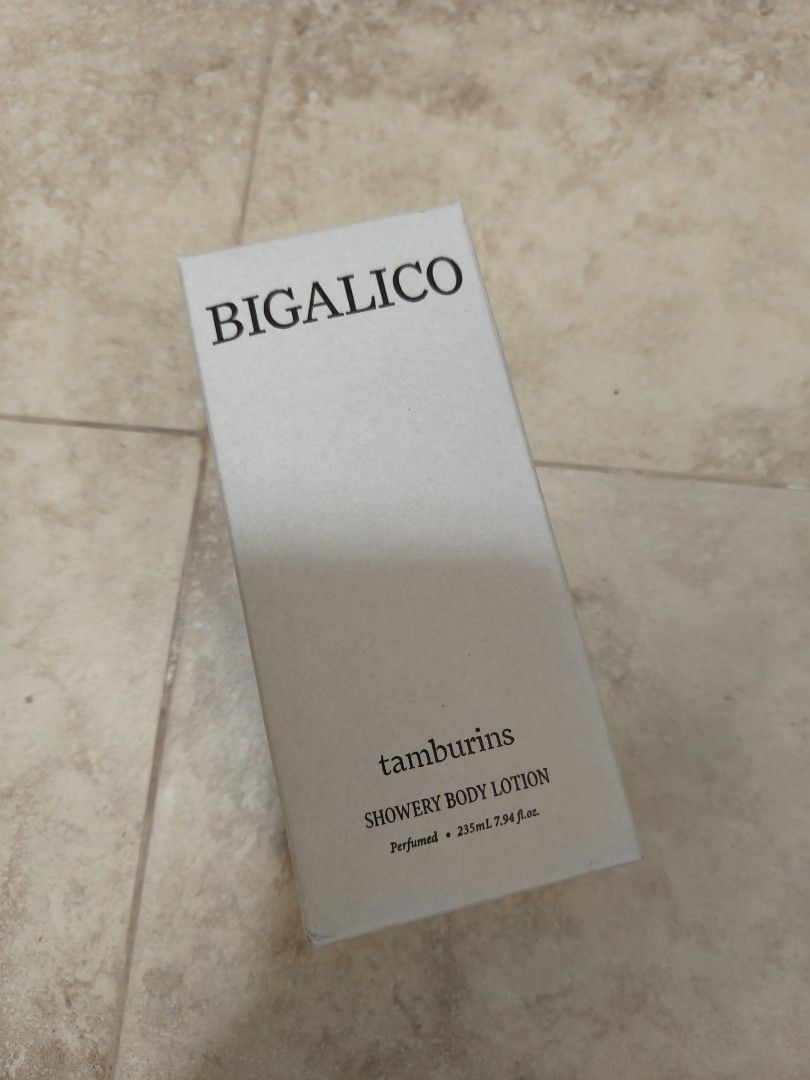 BIGALICO
tamburins
SHOWERY BODY LOTION
Perfumed • 235mL 7.94 fl.oz.